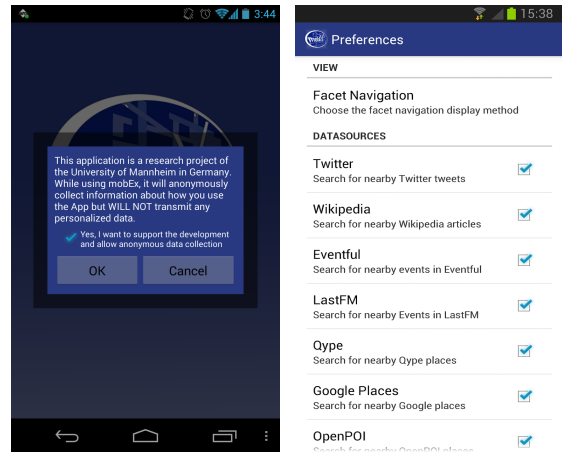 3:44
This application is a research project of
the University of Mannheim in Germany.
While using mobEx, it will anonymously
collect information about how you use
the App but WILL NOT transmit any
personalized data.
Yes, I want to support the development
and allow anonymous data collection
OK
Cancel
15:38
Preferences
VIEW
Facet Navigation
Choose the facet navigation display method
DATASOURCES
Twitter
Search for nearby Twitter tweets
Wikipedia
Search for nearby Wikipedia articles
Eventful
Search for nearby events in Eventful
LastFM
Search for nearby Events in LastFM
Qype
Search for nearby Qype places
Google Places
Search for nearby Google places
OpenPOI
Search for nearby OpenPOI places